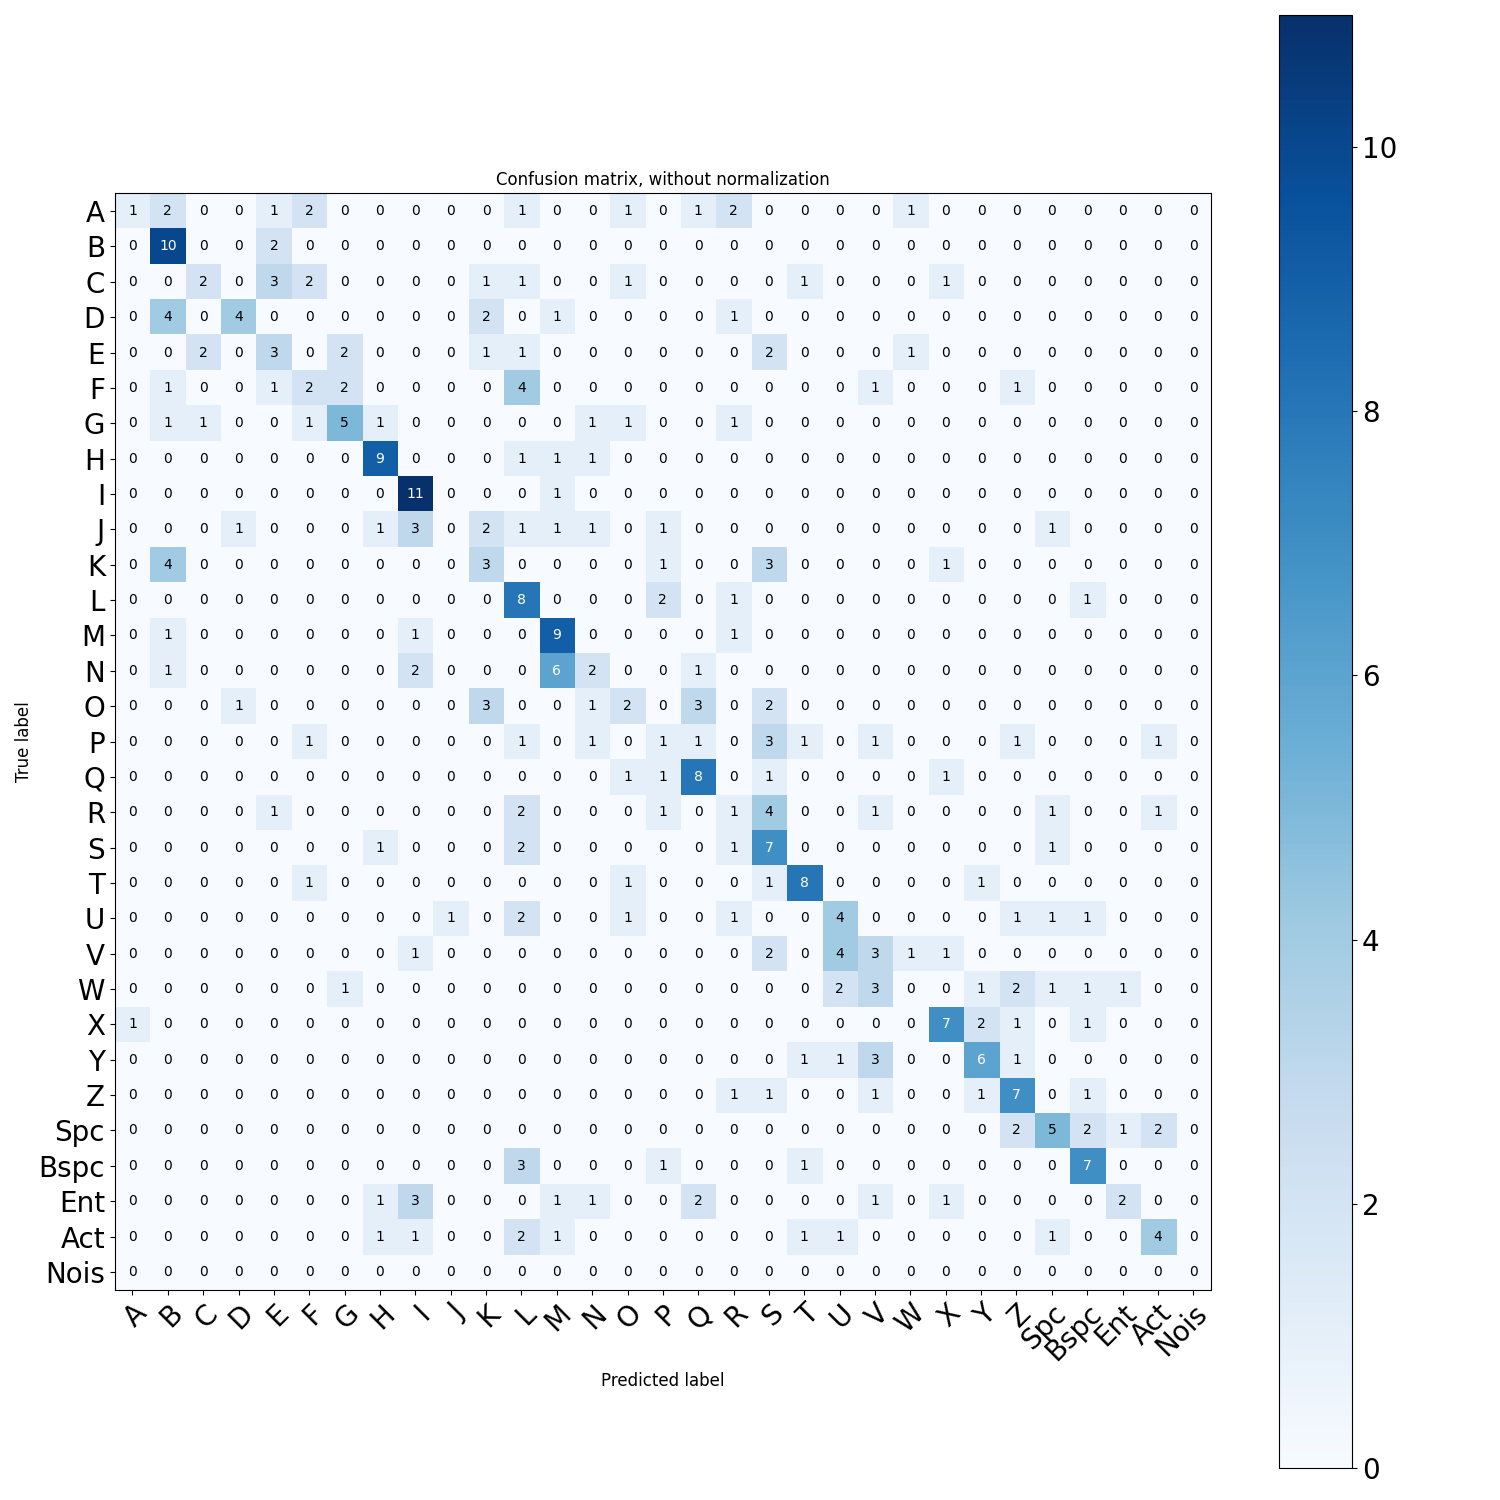 Confusion matrix, without normalization
A 1 2 0 0 1 2 0 0 0 0 0 1 0 0 1 0 1 2 0 0 0 0 1 0 0 0 0 0 0 0 0
B 0 10 0 0 2 0 0 0 0 0 0 0 0 0 0 0 0 0 0 0 0 0 0 0 0 0 0 0 0 0 0
C 0 0 2 0 3 2 0 0 0 0 1 1 0 0 1 0 0 0 0 1 0 0 0 1 0 0 0 0 0 0 0
D 0 4 0 4 0 0 0 0 0 0 2 0 1 0 0 0 0 1 0 0 0 0 0 0 0 0 0 0 0 0 0
E 0 0 2 0 3 0 2 0 0 0 1 1 0 0 0 0 0 0 2 0 0 0 1 0 0 0 0 0 0 0 0
F 0 1 0 0 1 2 2 0 0 0 0 4 0 0 0 0 0 0 0 0 0 1 0 0 0 1 0 0 0 0 0
G 0 1 1 0 0 1 5 1 0 0 0 0 0 1 1 0 0 1 0 0 0 0 0 0 0 0 0 0 0 0 0
H 0 0 0 0 0 0 0 9 0 0 0 1 1 1 0 0 0 0 0 0 0 0 0 0 0 0 0 0 0 0 0
I 0 0 0 0 0 0 0 0 11 0 0 0 1 0 0 0 0 0 0 0 0 0 0 0 0 0 0 0 0 0 0
J 0 0 0 1 0 0 0 1 3 0 2 1 1 1 0 1 0 0 0 0 0 0 0 0 0 0 1 0 0 0 0
K 0 4 0 0 0 0 0 0 0 0 3 0 0 0 0 1 0 0 3 0 0 0 0 1 0 0 0 0 0 0 0
L 0 0 0 0 0 0 0 0 0 0 0 8 0 0 0 2 0 1 0 0 0 0 0 0 0 0 0 1 0 0 0
M 0 1 0 0 0 0 0 0 1 0 0 0 9 0 0 0 0 1 0 0 0 0 0 0 0 0 0 0 0 0 0
N 0 1 0 0 0 0 0 0 2 0 0 0 6 2 0 0 1 0 0 0 0 0 0 0 0 0 0 0 0 0 0
O 0 0 0 1 0 0 0 0 0 0 3 0 0 1 2 0 3 0 2 0 0 0 0 0 0 0 0 0 0 0 0
P 0 0 0 0 0 1 0 0 0 0 0 1 0 1 0 1 1 0 3 1 0 1 0 0 0 1 0 0 0 1 0
Q 0 0 0 0 0 0 0 0 0 0 0 0 0 0 1 1 8 0 1 0 0 0 0 1 0 0 0 0 0 0 0
R 0 0 0 0 1 0 0 0 0 0 0 2 0 0 0 1 0 1 4 0 0 1 0 0 0 0 1 0 0 1 0
S 0 0 0 0 0 0 0 1 0 0 0 2 0 0 0 0 0 1 7 0 0 0 0 0 0 0 1 0 0 0 0
T 0 0 0 0 0 1 0 0 0 0 0 0 0 0 1 0 0 0 1 8 0 0 0 0 1 0 0 0 0 0 0
U 0 0 0 0 0 0 0 0 0 1 0 2 0 0 1 0 0 1 0 0 4 0 0 0 0 1 1 1 0 0 0
V 0 0 0 0 0 0 0 0 1 0 0 0 0 0 0 0 0 0 2 0 4 3 1 1 0 0 0 0 0 0 0
W 0 0 0 0 0 0 1 0 0 0 0 0 0 0 0 0 0 0 0 0 2 3 0 0 1 2 1 1 1 0 0
X 1 0 0 0 0 0 0 0 0 0 0 0 0 0 0 0 0 0 0 0 0 0 0 7 2 1 0 1 0 0 0
Y 0 0 0 0 0 0 0 0 0 0 0 0 0 0 0 0 0 0 0 1 1 3 0 0 6 1 0 0 0 0 0
Z 0 0 0 0 0 0 0 0 0 0 0 0 0 0 0 0 0 1 1 0 0 1 0 0 1 7 0 1 0 0 0
Spc 0 0 0 0 0 0 0 0 0 0 0 0 0 0 0 0 0 0 0 0 0 0 0 0 0 2 5 2 1 2 0
Bspc 0 0 0 0 0 0 0 0 0 0 0 3 0 0 0 1 0 0 0 1 0 0 0 0 0 0 0 7 0 0 0
Ent 0 0 0 0 0 0 0 1 3 0 0 0 1 1 0 0 2 0 0 0 0 1 0 1 0 0 0 0 2 0 0
Act 0 0 0 0 0 0 0 1 1 0 0 2 1 0 0 0 0 0 0 1 1 0 0 0 0 0 1 0 0 4 0
Nois 0 0 0 0 0 0 0 0 0 0 0 0 0 0 0 0 0 0 0 0 0 0 0 0 0 0 0 0 0 0 0
A B C D E F G H I J K L M N O P Q R S T U V W X Y Z Spc Bspc Ent Act Nois
Predicted label
True label
10
8
6
4
2
0